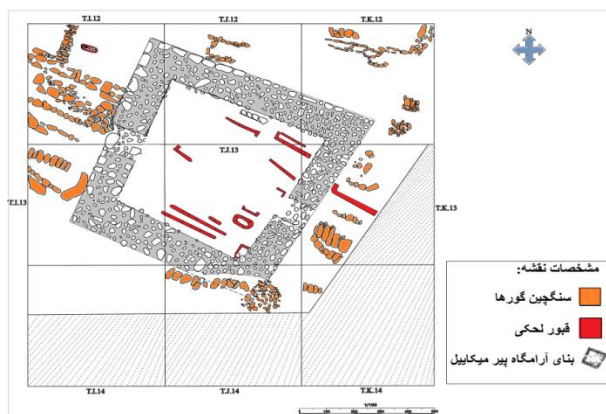 T.I.12 T.J.12 T.K.12
N
T.J.13
T.I.13 T.K.13
مشخصات نقشه:
سنگچین گورها
قبور لحکی
بنای آرامگاه پیر میکاییل
T.I.14 T.J.14 T.K.14
1/100